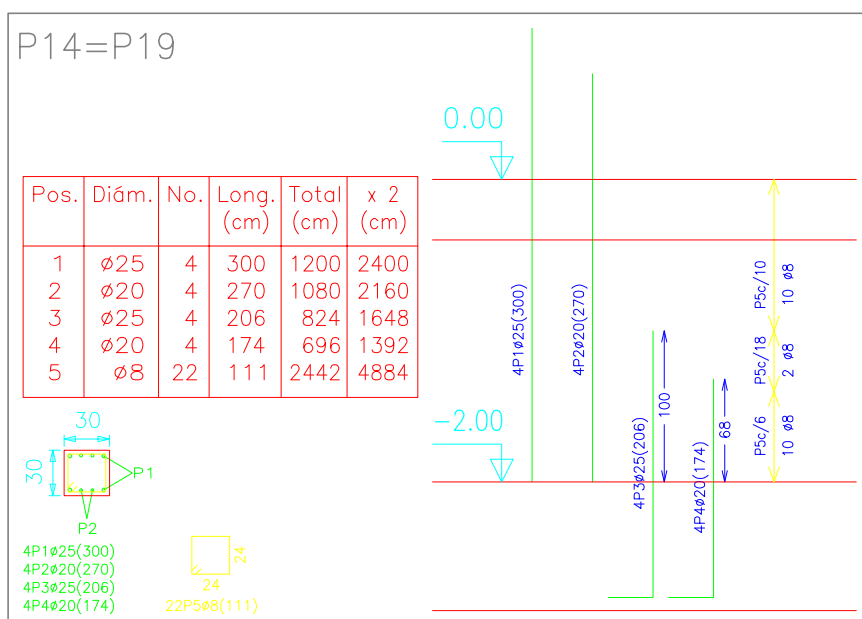 P14=P19
Pos. Diám. No. Long. (cm) Total (cm) x 2 (cm)
1 ø25 4 300 1200 2400
2 ø20 4 270 1080 2160
3 ø25 4 206 824 1648
4 ø20 4 174 696 1392
5 ø8 22 111 2442 4884
30
30
P1
P2
4P1ø25(300)
4P2ø20(270)
4P3ø25(206)
4P4ø20(174)
24
24
22P5ø8(111)
0.00
-2.00
4P1ø25(300)
4P2ø20(270)
4P3ø25(206)
100
4P4ø20(174)
68
P5c/10
10 ø8
P5c/18
2 ø8
P5c/6
10 ø8